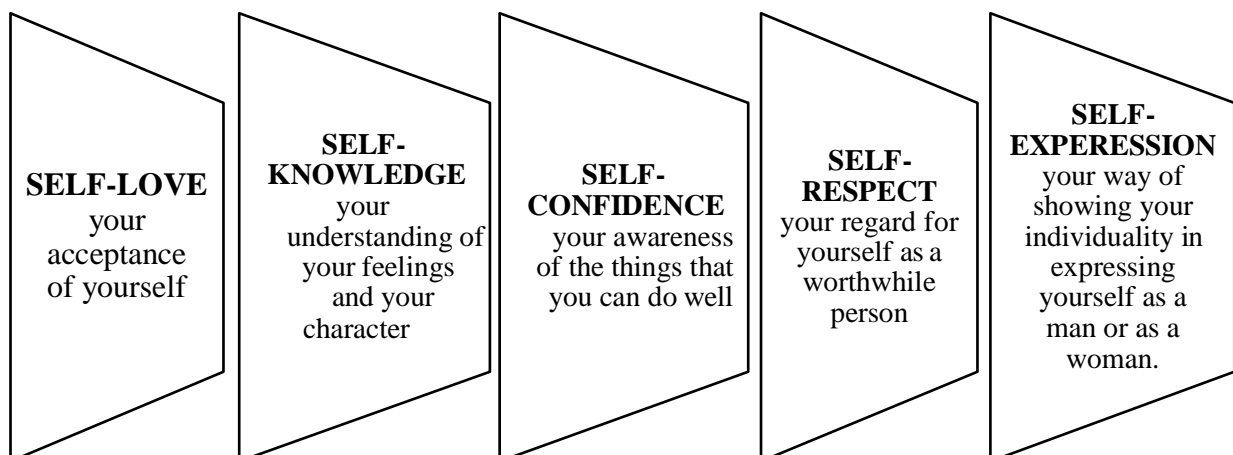 SELF-LOVE
your
acceptance
of yourself
SELF-
KNOWLEDGE
your
understanding of
your feelings
and your
character
SELF-
CONFIDENCE
your awareness
of the things that
you can do well
SELF-
RESPECT
your regard for
yourself as a
worthwhile
person
SELF-
EXPERESSION
your way of
showing your
individuality in
expressing
yourself as a
man or as a
woman.